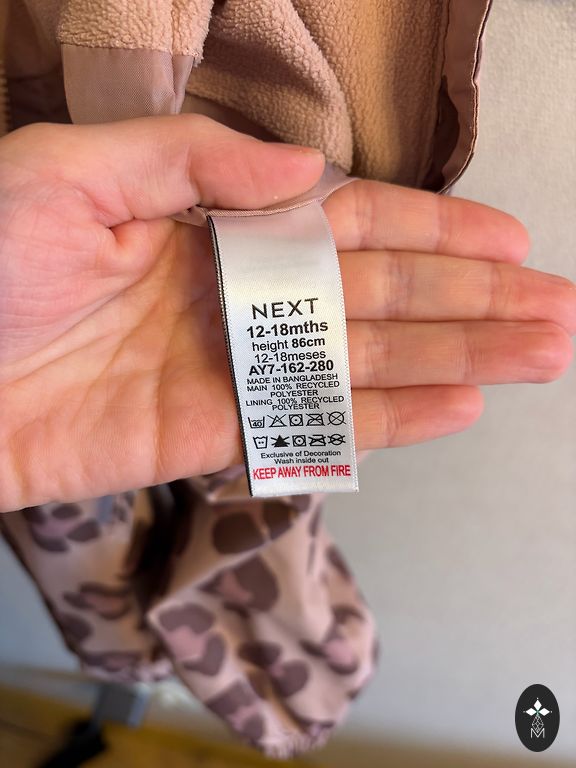 NEXT
12-18mths
height 86cm
12-18meses
AY7-162-280
MADE IN BANGLADESH
MAIN 100% RECYCLED
POLYESTER
LINING 100% RECYCLED
POLYESTER
40
Exclusive of Decoration
Wash inside out
KEEP AWAY FROM FIRE
M